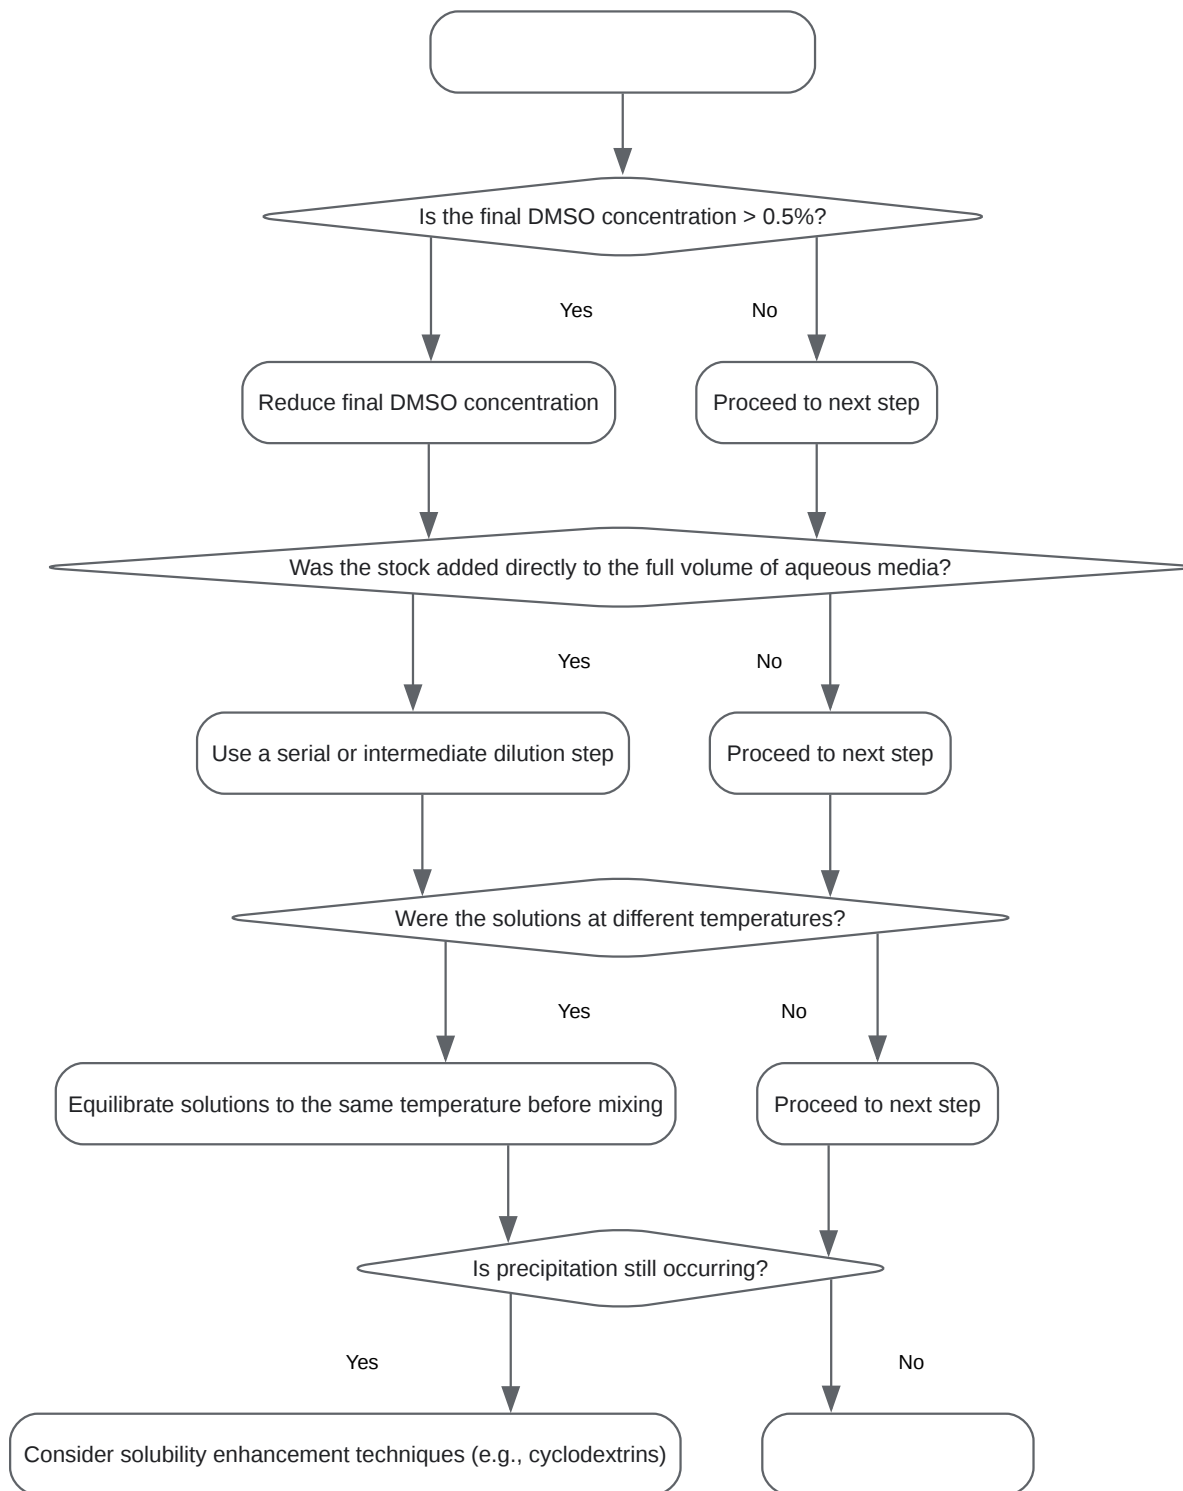 Is the final DMSO concentration > 0.5%?
Yes
No
Reduce final DMSO concentration
Proceed to next step
Was the stock added directly to the full volume of aqueous media?
Yes
No
Use a serial or intermediate dilution step
Proceed to next step
Were the solutions at different temperatures?
Yes
No
Equilibrate solutions to the same temperature before mixing
Proceed to next step
Is precipitation still occurring?
Yes
No
Consider solubility enhancement techniques (e.g., cyclodextrins)